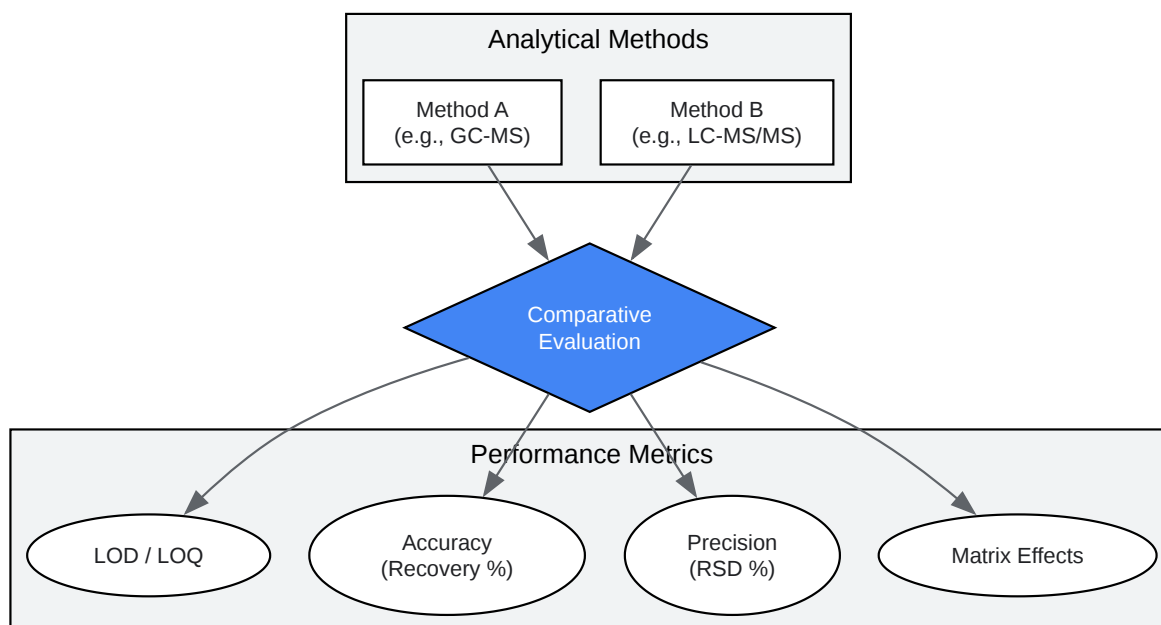 Analytical Methods
Method A
(e.g., GC-MS)
Method B
(e.g., LC-MS/MS)
Comparative
Evaluation
Performance Metrics
LOD / LOQ
Accuracy
(Recovery %)
Precision
(RSD %)
Matrix Effects